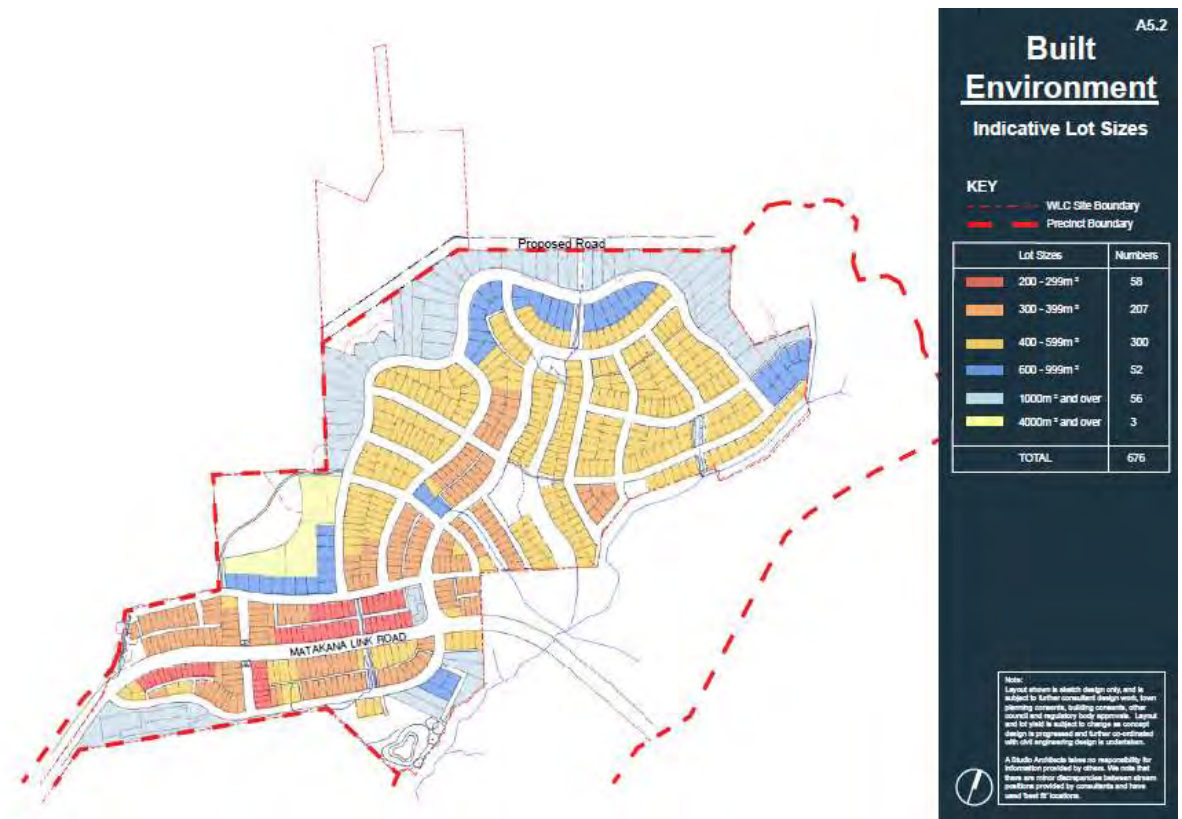 A5.2
Built
Environment
Indicative Lot Sizes
KEY
WLC Site Boundary
Precinct Boundary
Lot Sizes Numbers
200 - 299m² 58
300 - 399m² 207
400 - 599m² 300
600 - 999m² 52
1000m² and over 56
4000m² and over 3
TOTAL 676
Proposed Road
MATAKANA LINK ROAD
Note:
Layout shown is sketch design only, and is
subject to further consultant design work, town
planning consents, building consents, other
council and regulatory body approvals. Layout
and lot yield is subject to change as concept
design is progressed and further co-ordinated
with civil engineering design is undertaken.
A Studio Architects takes no responsibility for
information provided by others. We note that
there are minor discrepancies between stream
positions provided by consultants and have
used 'best fit' locations.